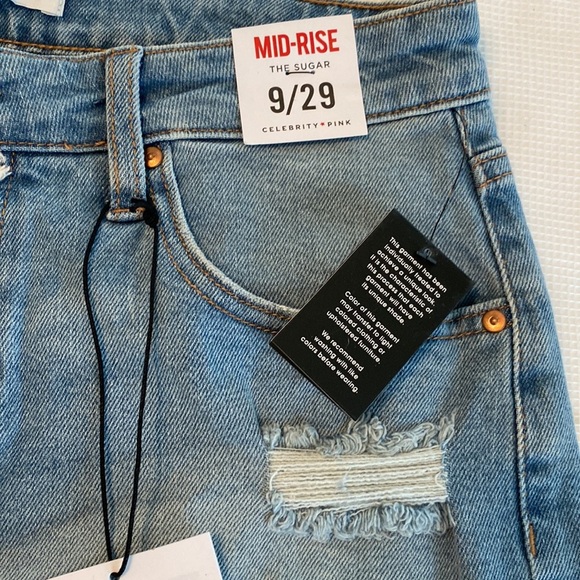 MID-RISE
THE SUGAR
9/29
CELEBRITY PINK
This garment has been
individually treated to
achieve a unique look.
It is the characteristic of
this process that each
garment will have
its unique shade.
Color of this garment
may transfer to light
colored clothing or
upholstered furniture.
We recommend
washing with like
colors before wearing.